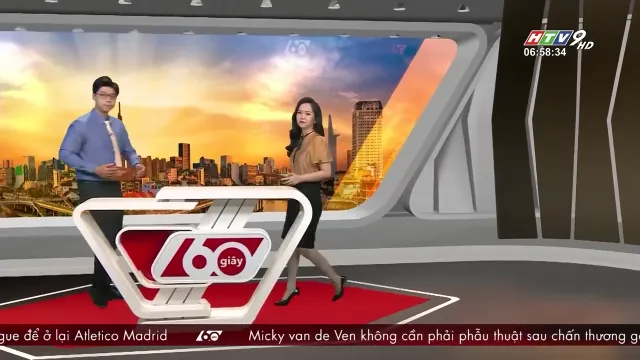 HTV9 HD
06:58:34
60 giây
gue để ở lại Atletico Madrid 60 Micky van de Ven không cần phải phẫu thuật sau chấn thương g